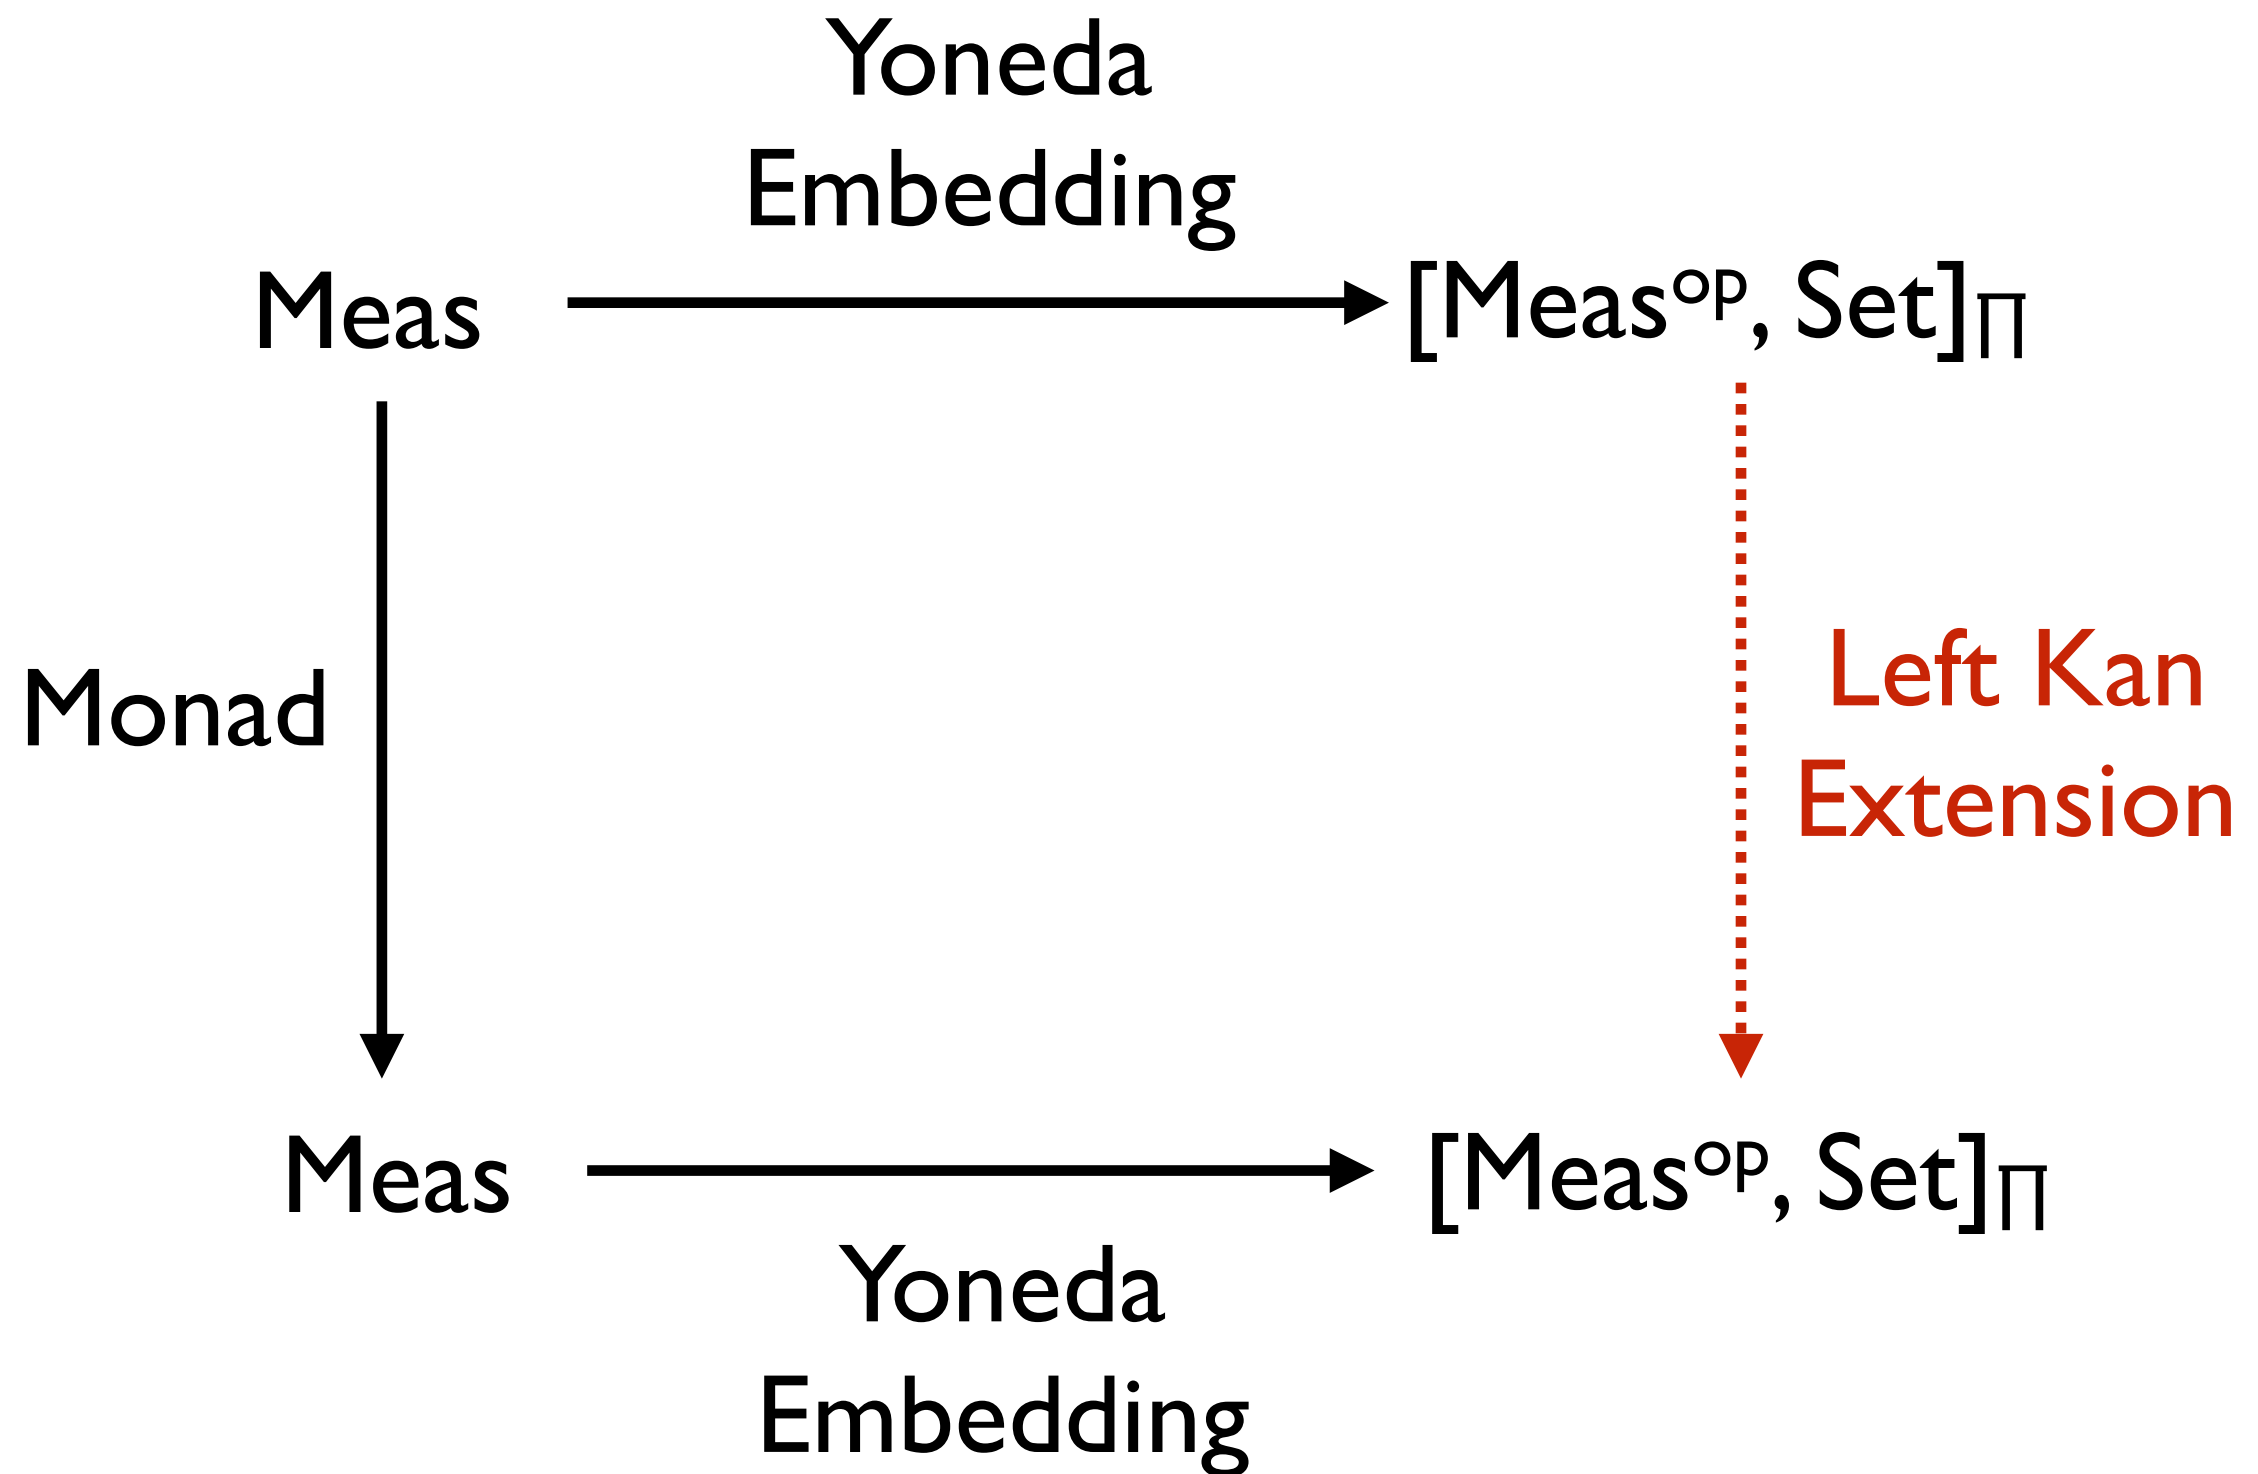 Yoneda
Embedding
Meas
[Measᵒᵖ, Set]∏
Monad
Left Kan
Extension
Meas
[Measᵒᵖ, Set]∏
Yoneda
Embedding